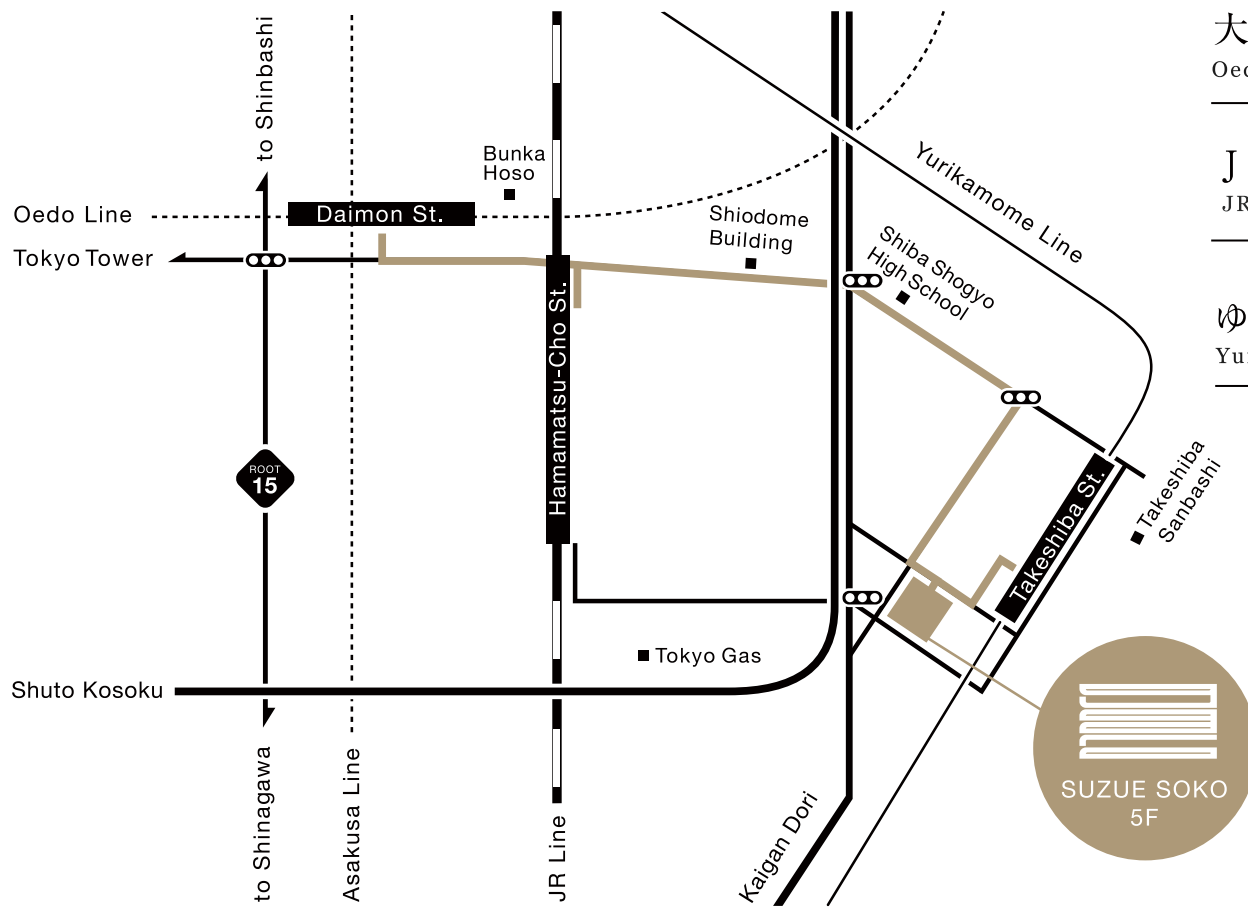 to Shinbashi
Bunka
Hoso
Oedo Line
Daimon St.
Tokyo Tower
Shiodome
Building
Yurikamome Line
Shiba Shogyo
High School
Hamamatsu-Cho St.
ROOT
15
Takeshiba St.
Takeshiba
Sanbashi
Tokyo Gas
Shuto Kosoku
to Shinagawa
Asakusa Line
JR Line
Kaigan Dori
SUZUE SOKO
5F
大
J
JR
ゆ